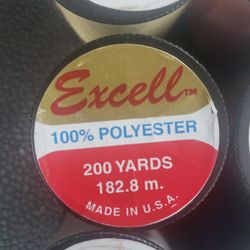 Excell™
100% POLYESTER
200 YARDS
182.8 m.
MADE IN U.S.A.